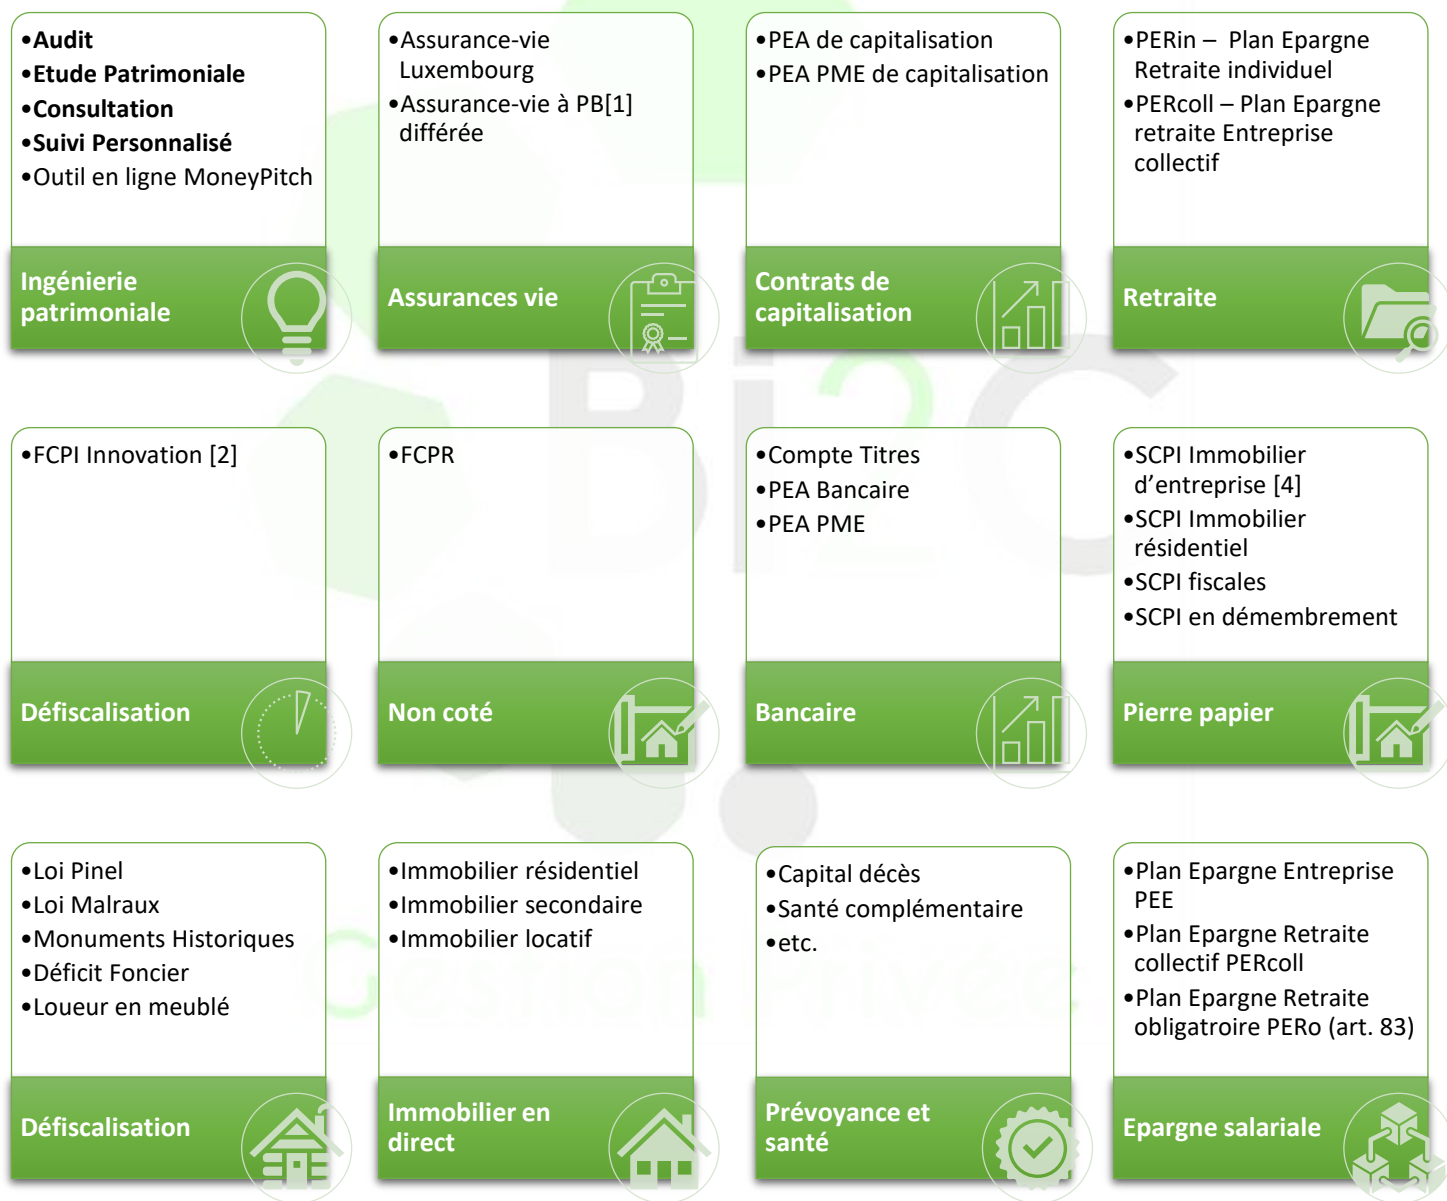 •Audit
•Etude Patrimoniale
•Consultation
•Suivi Personnalisé
•Outil en ligne MoneyPitch
Ingénierie
patrimoniale
•Assurance-vie
Luxembourg
•Assurance-vie à PB[1]
différée
Assurances vie
•PEA de capitalisation
•PEA PME de capitalisation
Contrats de
capitalisation
•PERin – Plan Epargne
Retraite individuel
•PERcoll – Plan Epargne
retraite Entreprise
collectif
Retraite
•FCPI Innovation [2]
Défiscalisation
•FCPR
Non coté
•Compte Titres
•PEA Bancaire
•PEA PME
Bancaire
•SCPI Immobilier
d’entreprise [4]
•SCPI Immobilier
résidentiel
•SCPI fiscales
•SCPI en démembrement
Pierre papier
•Loi Pinel
•Loi Malraux
•Monuments Historiques
•Déficit Foncier
•Loueur en meublé
Défiscalisation
•Immobilier résidentiel
•Immobilier secondaire
•Immobilier locatif
Immobilier en
direct
•Capital décès
•Santé complémentaire
•etc.
Prévoyance et
santé
•Plan Epargne Entreprise
PEE
•Plan Epargne Retraite
collectif PERcoll
•Plan Epargne Retraite
obligatroire PERo (art. 83)
Epargne salariale
Bi2C
Gestion Privée